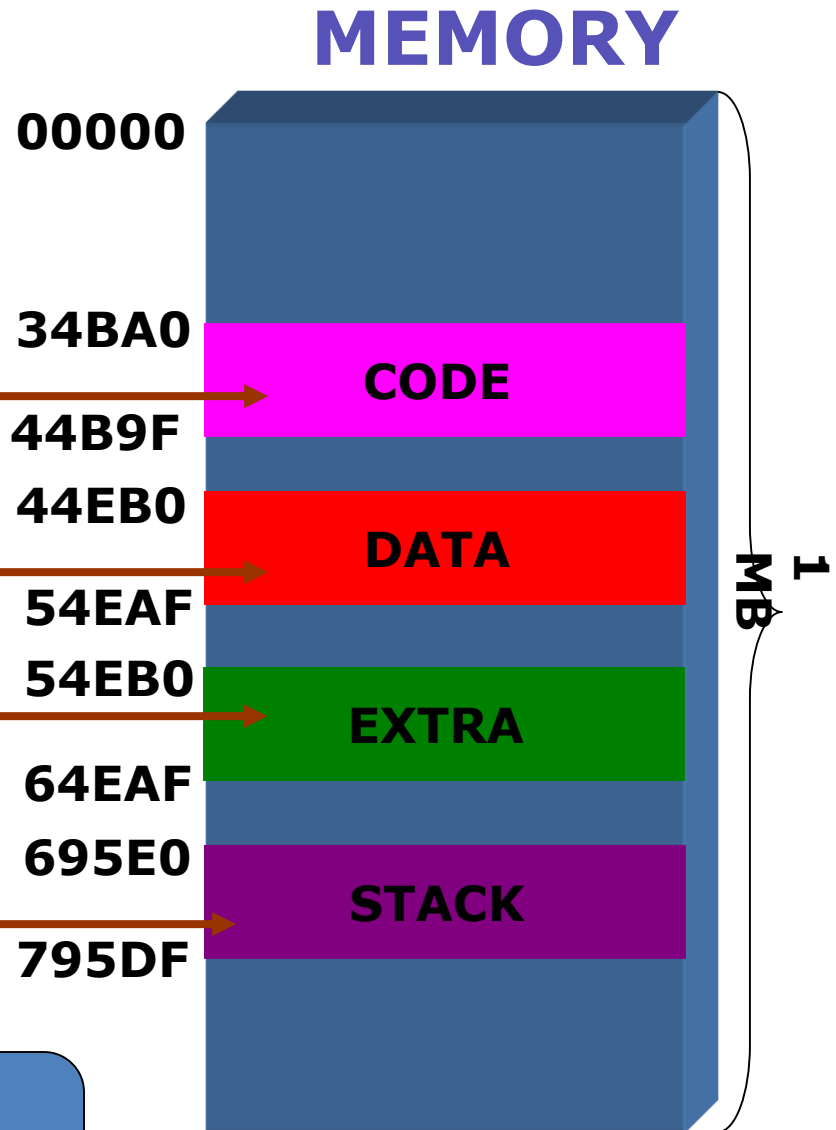 MEMORY
00000
34BA0
CODE
44B9F
44EB0
DATA
54EAF
54EB0
EXTRA
64EAF
695E0
STACK
795DF
1
MB